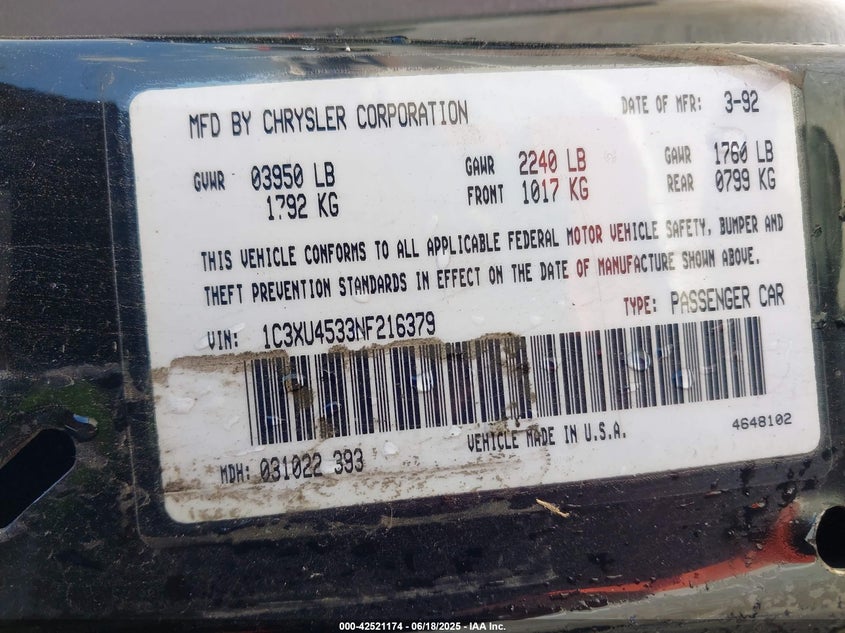 MFD BY CHRYSLER CORPORATION DATE OF MFR: 3-92
GVWR 03950 LB GAWR 2240 LB GAWR 1760 LB
1792 KG FRONT 1017 KG REAR 0799 KG
THIS VEHICLE CONFORMS TO ALL APPLICABLE FEDERAL MOTOR VEHICLE SAFETY, BUMPER AND
THEFT PREVENTION STANDARDS IN EFFECT ON THE DATE OF MANUFACTURE SHOWN ABOVE.
VIN: 1C3XU4533NF216379 TYPE: PASSENGER CAR
VEHICLE MADE IN U.S.A. 4648102
MDH: 031022 393
000-42521174 - 06/18/2025 - IAA Inc.